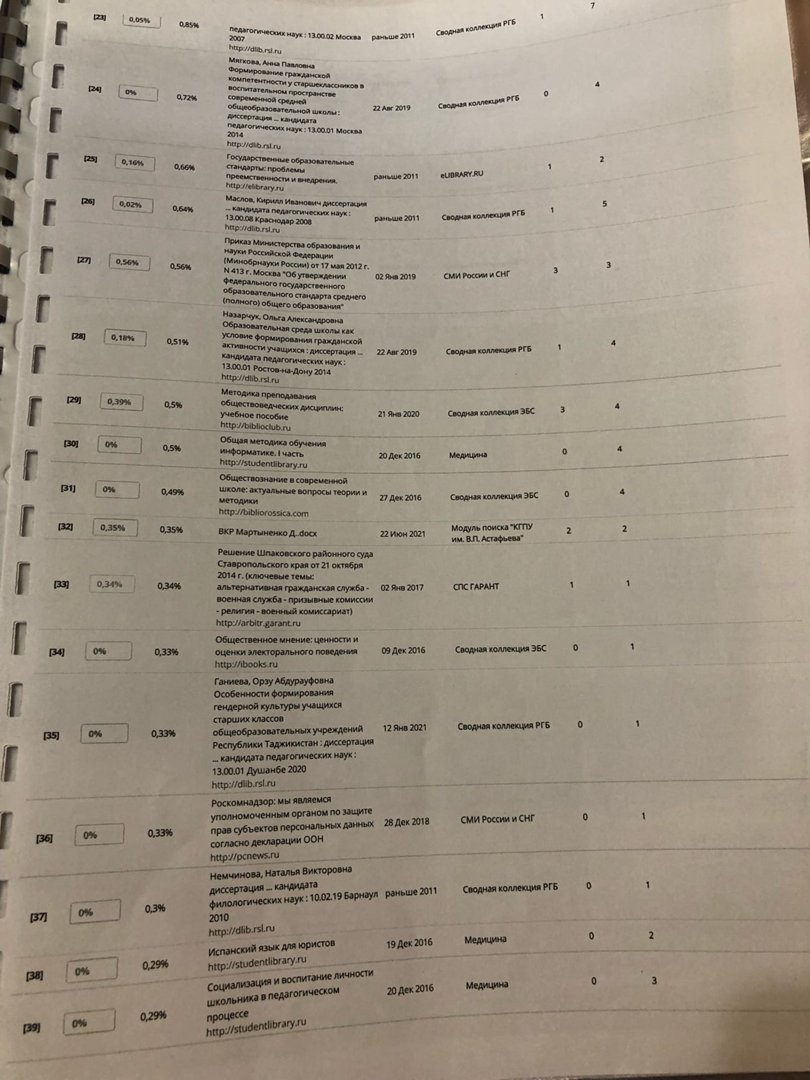 [23] 0,05% 0,85% педагогических наук : 13.00.02 Москва раньше 2011 Сводная коллекция РГБ 1 7
2007
http://dlib.rsl.ru
Мягкова, Анна Павловна
Формирование гражданской
компетентности у старшеклассников в
воспитательном пространстве
[24] 0% 0,72% современной средней 22 Авг 2019 Сводная коллекция РГБ 0 4
общеобразовательной школы :
диссертация ... кандидата
педагогических наук : 13.00.01 Москва
2014
http://dlib.rsl.ru
Государственные образовательные
[25] 0,16% 0,66% стандарты: проблемы раньше 2011 eLIBRARY.RU 1 2
преемственности и внедрения.
http://elibrary.ru
Маслов, Кирилл Иванович диссертация
[26] 0,02% 0,64% ... кандидата педагогических наук : раньше 2011 Сводная коллекция РГБ 1 5
13.00.08 Краснодар 2008
http://dlib.rsl.ru
Приказ Министерства образования и
науки Российской Федерации
(Минобрнауки России) от 17 мая 2012 г.
[27] 0,56% 0,56% N 413 г. Москва "Об утверждении 02 Янв 2019 СМИ России и СНГ 3 3
федерального государственного
образовательного стандарта среднего
(полного) общего образования"
Назарчук, Ольга Александровна
Образовательная среда школы как
[28] 0,18% 0,51% условие формирования гражданской 22 Авг 2019 Сводная коллекция РГБ 1 4
активности учащихся : диссертация ...
кандидата педагогических наук :
13.00.01 Ростов-на-Дону 2014
http://dlib.rsl.ru
Методика преподавания
[29] 0,39% 0,5% обществоведческих дисциплин: 21 Янв 2020 Сводная коллекция ЭБС 3 4
учебное пособие
http://biblioclub.ru
[30] 0% 0,5% Общая методика обучения 20 Дек 2016 Медицина 0 4
информатике. I часть
http://studentlibrary.ru
Обществознание в современной
[31] 0% 0,49% школе: актуальные вопросы теории и 27 Дек 2016 Сводная коллекция ЭБС 0 4
методики
http://bibliorossica.com
[32] 0,35% 0,35% ВКР Мартыненко Д..docx 22 Июн 2021 Модуль поиска "КГПУ 2 2
им. В.П. Астафьева"
Решение Шпаковского районного суда
Ставропольского края от 21 октября
2014 г. (ключевые темы:
[33] 0,34% 0,34% альтернативная гражданская служба - 02 Янв 2017 СПС ГАРАНТ 1 1
военная служба - призывные комиссии
- религия - военный комиссариат)
http://arbitr.garant.ru
Общественное мнение: ценности и
[34] 0% 0,33% оценки электорального поведения 09 Дек 2016 Сводная коллекция ЭБС 0 1
http://ibooks.ru
Ганиева, Орзу Абдурауфовна
Особенности формирования
гендерной культуры учащихся
старших классов
[35] 0% 0,33% общеобразовательных учреждений 12 Янв 2021 Сводная коллекция РГБ 0 1
Республики Таджикистан : диссертация
... кандидата педагогических наук :
13.00.01 Душанбе 2020
http://dlib.rsl.ru
Роскомнадзор: мы являемся
уполномоченным органом по защите
[36] 0% 0,33% прав субъектов персональных данных 28 Дек 2018 СМИ России и СНГ 0 1
согласно декларации ООН
http://pcnews.ru
Немчинова, Наталья Викторовна
диссертация ... кандидата
[37] 0% 0,3% филологических наук : 10.02.19 Барнаул раньше 2011 Сводная коллекция РГБ 0 1
2010
http://dlib.rsl.ru
[38] 0% 0,29% Испанский язык для юристов 19 Дек 2016 Медицина 0 2
http://studentlibrary.ru
Социализация и воспитание личности
[39] 0% 0,29% школьника в педагогическом 20 Дек 2016 Медицина 0 3
процессе
http://studentlibrary.ru